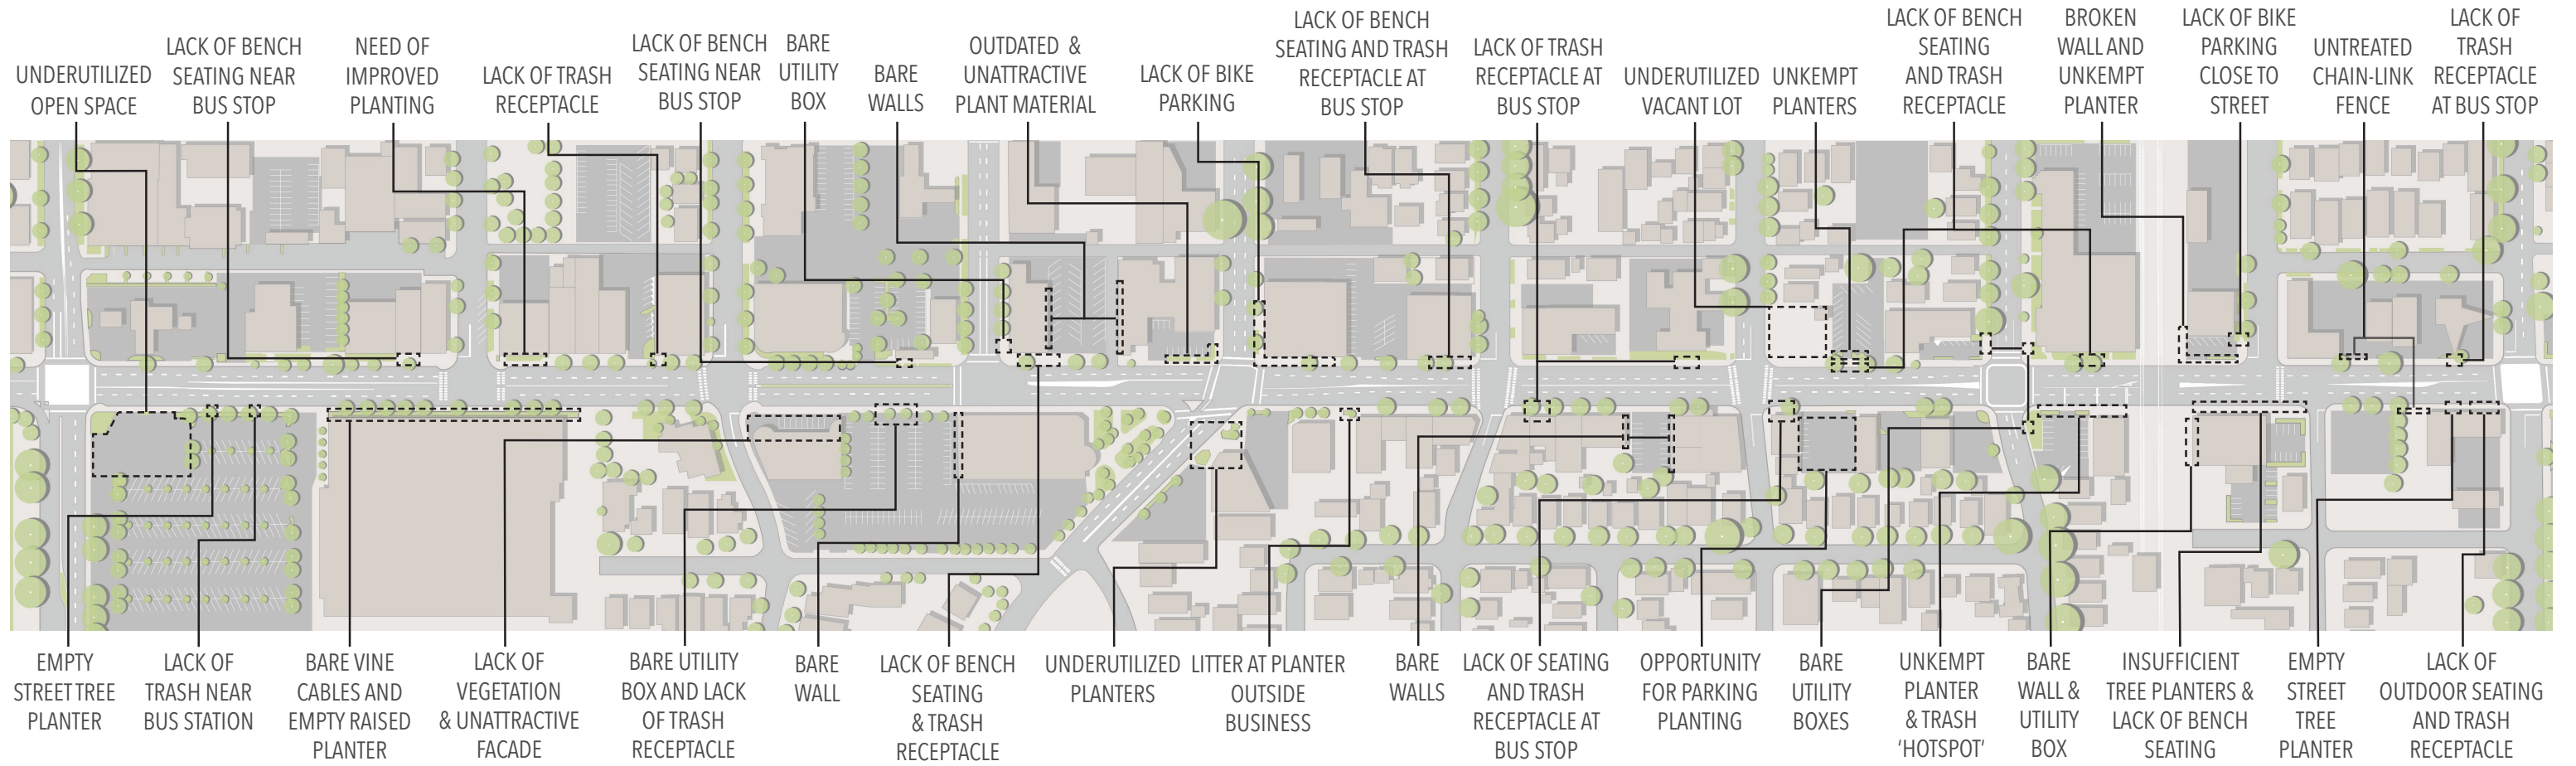 UNDERUTILIZED
OPEN SPACE
LACK OF BENCH
SEATING NEAR
BUS STOP
NEED OF
IMPROVED
PLANTING
LACK OF TRASH
RECEPTACLE
LACK OF BENCH
SEATING NEAR
BUS STOP
BARE
UTILITY
BOX
BARE
WALLS
OUTDATED &
UNATTRACTIVE
PLANT MATERIAL
LACK OF BIKE
PARKING
LACK OF BENCH
SEATING AND TRASH
RECEPTACLE AT
BUS STOP
LACK OF TRASH
RECEPTACLE AT
BUS STOP
UNDERUTILIZED
VACANT LOT
UNKEMPT
PLANTERS
LACK OF BENCH
SEATING
AND TRASH
RECEPTACLE
BROKEN
WALL AND
UNKEMPT
PLANTER
LACK OF BIKE
PARKING
CLOSE TO
STREET
UNTREATED
CHAIN-LINK
FENCE
LACK OF
TRASH
RECEPTACLE
AT BUS STOP
EMPTY
STREET TREE
PLANTER
LACK OF
TRASH NEAR
BUS STATION
BARE VINE
CABLES AND
EMPTY RAISED
PLANTER
LACK OF
VEGETATION
& UNATTRACTIVE
FACADE
BARE UTILITY
BOX AND LACK
OF TRASH
RECEPTACLE
BARE
WALL
LACK OF BENCH
SEATING
& TRASH
RECEPTACLE
UNDERUTILIZED
PLANTERS
LITTER AT PLANTER
OUTSIDE
BUSINESS
BARE
WALLS
LACK OF SEATING
AND TRASH
RECEPTACLE AT
BUS STOP
OPPORTUNITY
FOR PARKING
PLANTING
BARE
UTILITY
BOXES
UNKEMPT
PLANTER
& TRASH
'HOTSPOT'
BARE
WALL &
UTILITY
BOX
INSUFFICIENT
TREE PLANTERS &
LACK OF BENCH
SEATING
EMPTY
STREET
TREE
PLANTER
LACK OF
OUTDOOR SEATING
AND TRASH
RECEPTACLE